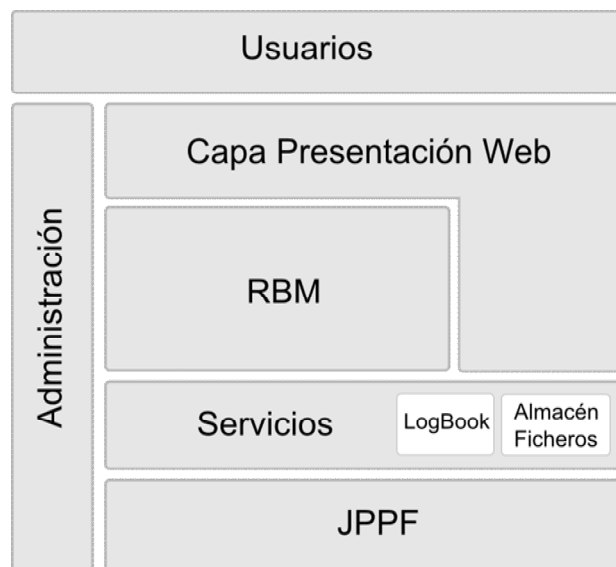 Usuarios
Capa Presentación Web
Administración
RBM
Servicios
LogBook
Almacén
Ficheros
JPPF